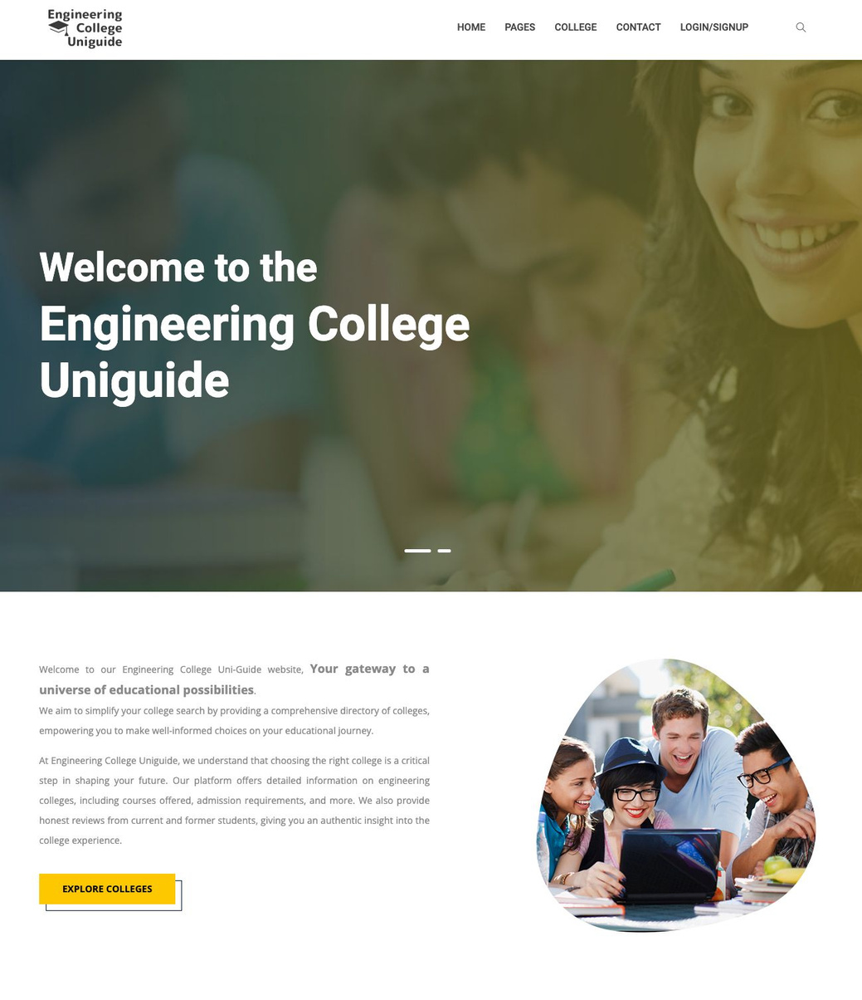 Engineering
College
Uniguide
HOME PAGES COLLEGE CONTACT LOGIN/SIGNUP
Welcome to the
Engineering College
Uniguide
Welcome to our Engineering College Uni-Guide website, Your gateway to a
universe of educational possibilities.
We aim to simplify your college search by providing a comprehensive directory of colleges,
empowering you to make well-informed choices on your educational journey.
At Engineering College Uniguide, we understand that choosing the right college is a critical
step in shaping your future. Our platform offers detailed information on engineering
colleges, including courses offered, admission requirements, and more. We also provide
honest reviews from current and former students, giving you an authentic insight into the
college experience.
EXPLORE COLLEGES